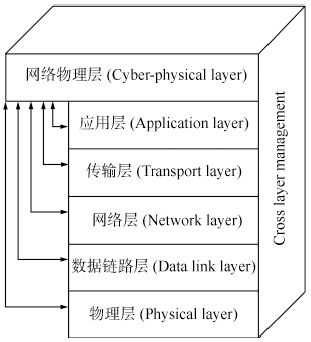 网络物理层 (Cyber-physical layer)
应用层 (Application layer)
传输层 (Transport layer)
网络层 (Network layer)
数据链路层 (Data link layer)
物理层 (Physical layer)
Cross layer management